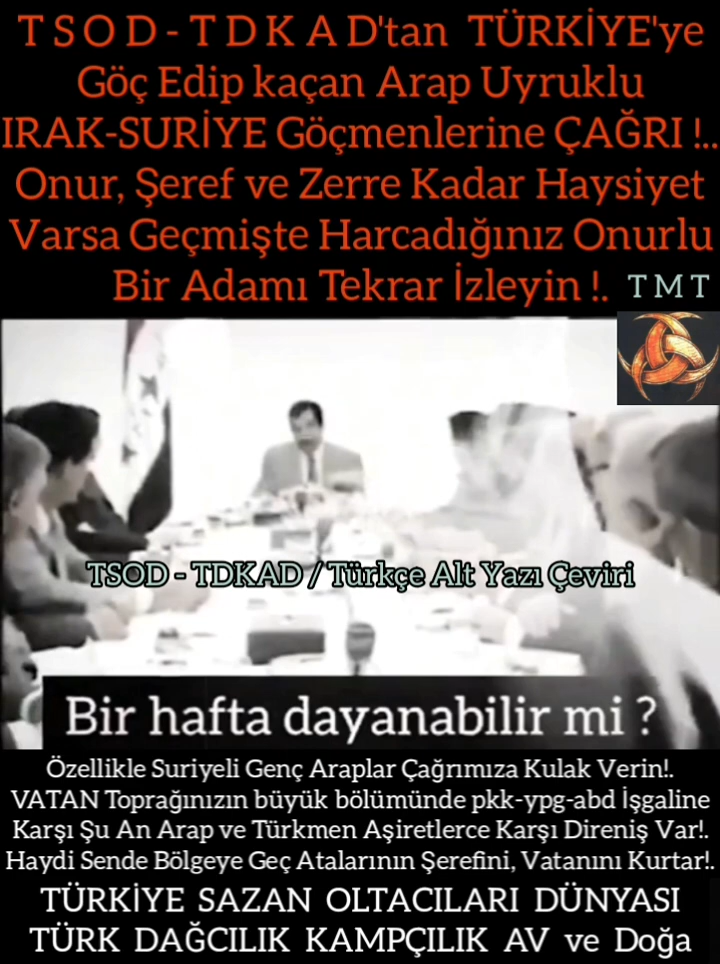 T S O D - T D K A D'tan TÜRKİYE'ye
Göç Edip kaçan Arap Uyruklu
IRAK-SURİYE Göçmenlerine ÇAĞRI !..
Onur, Şeref ve Zerre Kadar Haysiyet
Varsa Geçmişte Harcadığınız Onurlu
Bir Adamı Tekrar İzleyin !. T M T
TSOD - TDKAD / Türkçe Alt Yazı Çeviri
Bir hafta dayanabilir mi ?
Özellikle Suriyeli Genç Araplar Çağrımıza Kulak Verin!.
VATAN Toprağınızın büyük bölümünde pkk-ypg-abd İşgaline
Karşı Şu An Arap ve Türkmen Aşiretlerce Karşı Direniş Var!.
Haydi Sende Bölgeye Geç Atalarının Şerefini, Vatanını Kurtar!.
TÜRKİYE SAZAN OLTACILARI DÜNYASI
TÜRK DAĞCILIK KAMPÇILIK AV ve Doğa